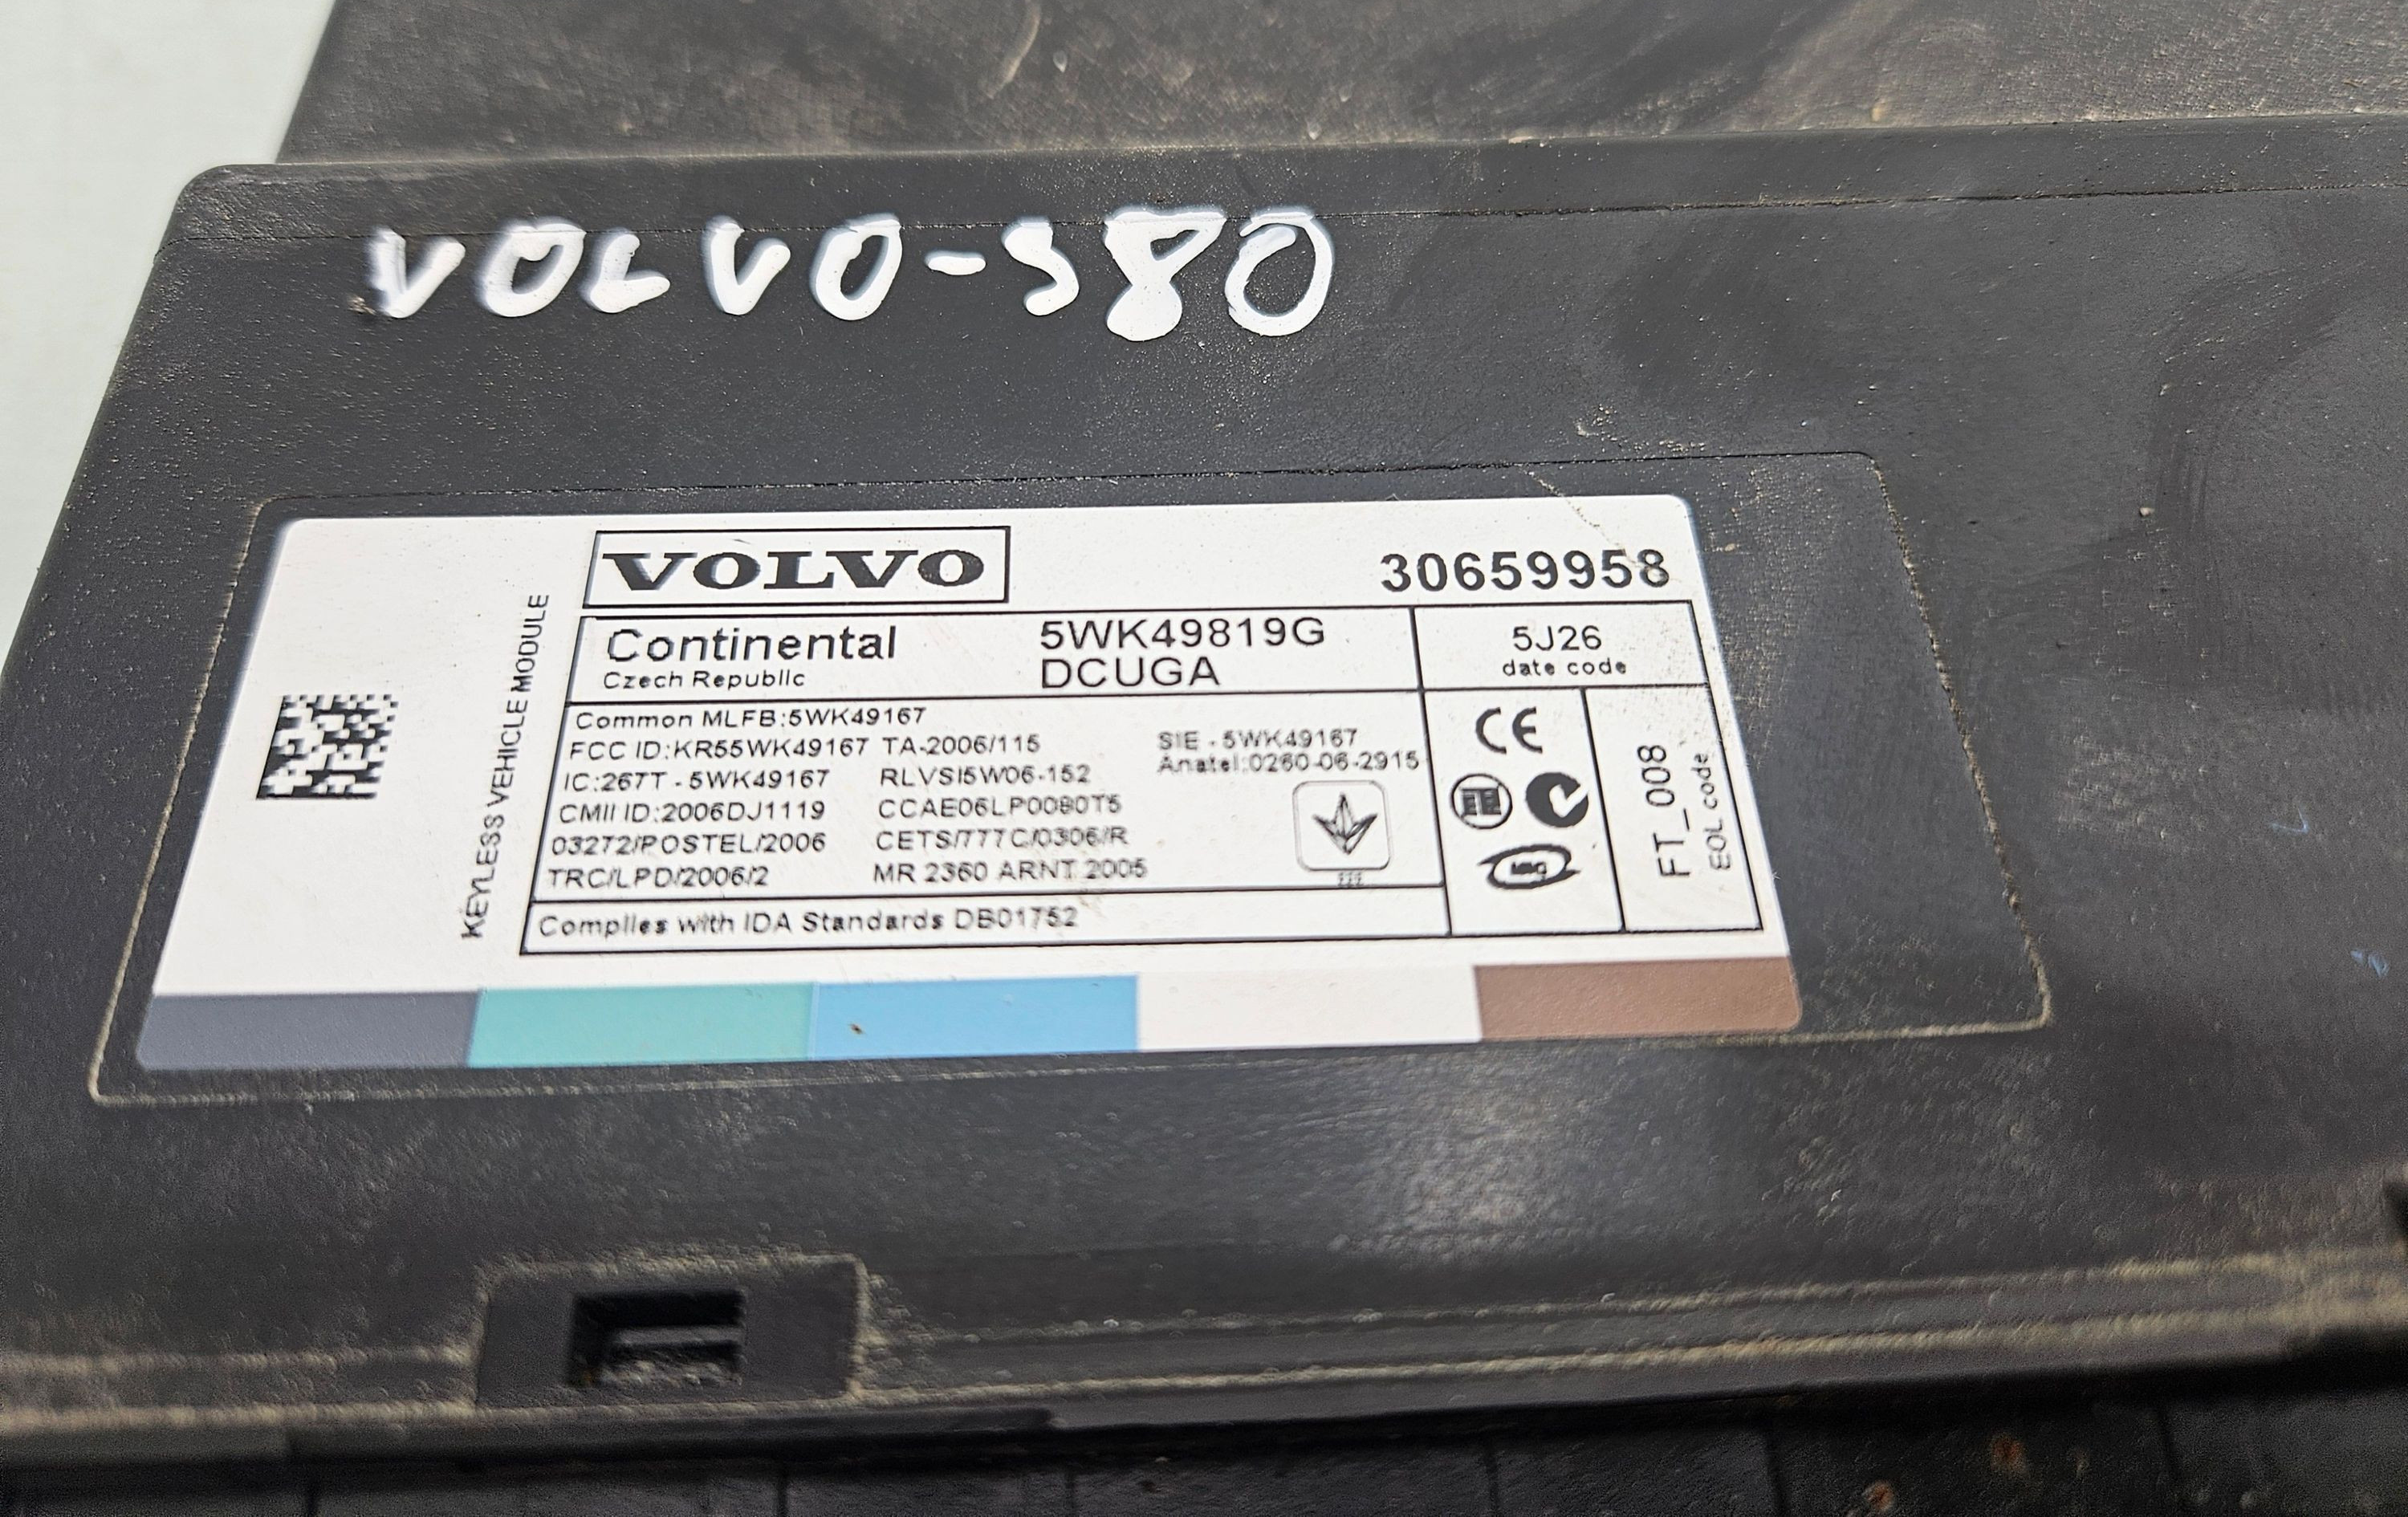 VOLVO-S80
VOLVO
30659958
Continental
Czech Republic
5WK49819G
DCUGA
5J26
date code
KEYLESS VEHICLE MODULE
Common MLFB:5WK49167
FCC ID:KR55WK49167 TA-2006/115
SIE - 5WK49167
IC:267T - 5WK49167 RLVSI5W06-152
Anatel:0260-06-2915
CMII ID:2006DJ1119 CCAE06LP0080T5
03272/POSTEL/2006 CETS/777C/0306/R
TRC/LPD/2006/2 MR 2360 ARNT 2005
Complies with IDA Standards DB01752
CE
FT_008
EOL code